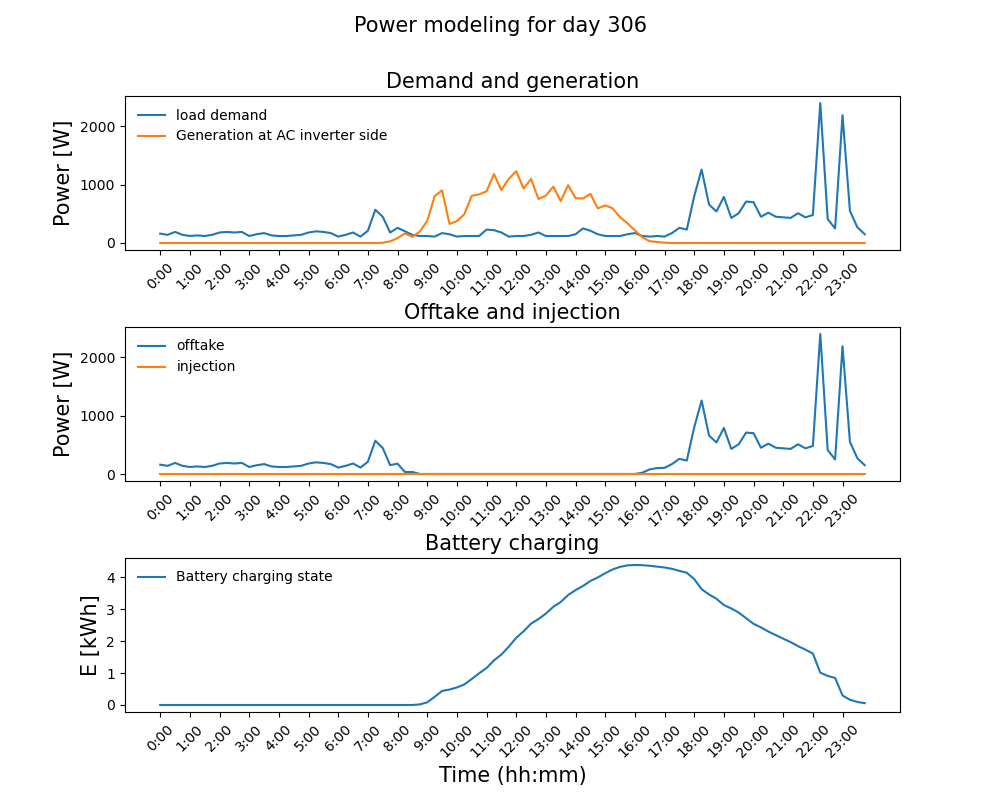 Power modeling for day 306
Demand and generation
Power [W]
2000
1000
0
load demand
Generation at AC inverter side
0:00 1:00 2:00 3:00 4:00 5:00 6:00 7:00 8:00 9:00 10:00 11:00 12:00 13:00 14:00 15:00 16:00 17:00 18:00 19:00 20:00 21:00 22:00 23:00
Offtake and injection
Power [W]
2000
1000
0
offtake
injection
0:00 1:00 2:00 3:00 4:00 5:00 6:00 7:00 8:00 9:00 10:00 11:00 12:00 13:00 14:00 15:00 16:00 17:00 18:00 19:00 20:00 21:00 22:00 23:00
Battery charging
E [kWh]
4
3
2
1
0
Battery charging state
0:00 1:00 2:00 3:00 4:00 5:00 6:00 7:00 8:00 9:00 10:00 11:00 12:00 13:00 14:00 15:00 16:00 17:00 18:00 19:00 20:00 21:00 22:00 23:00
Time (hh:mm)